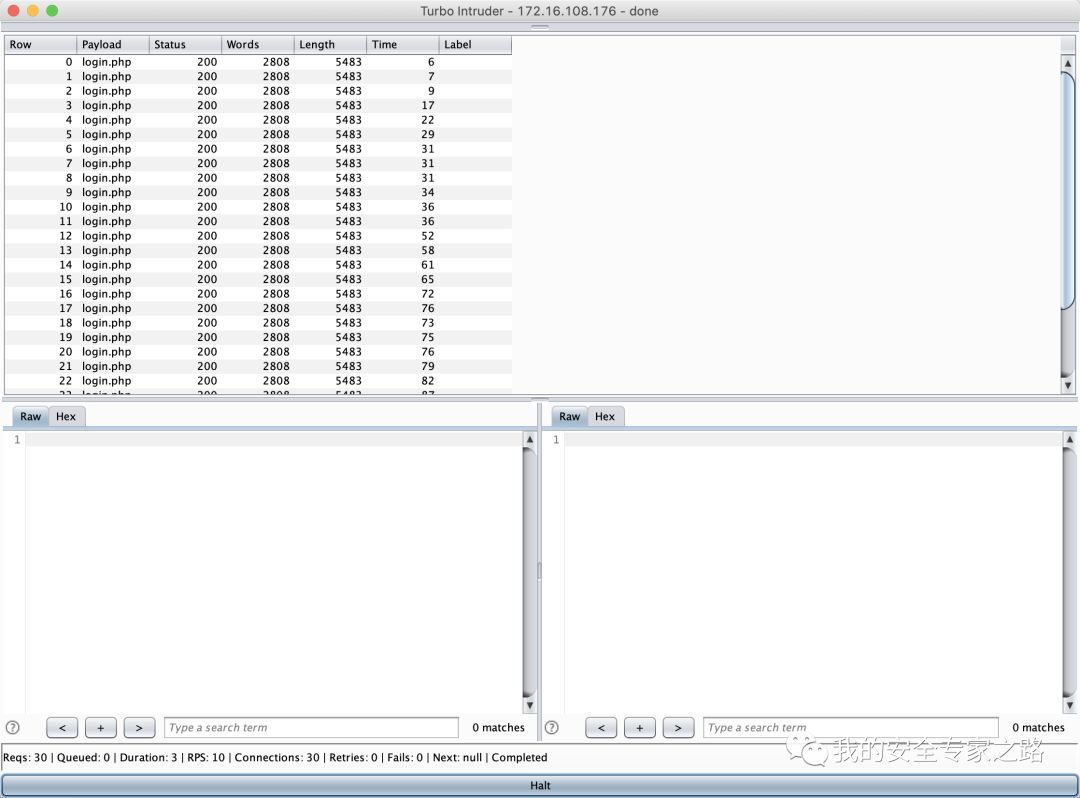 Turbo Intruder - 172.16.108.176 - done
Row Payload Status Words Length Time Label
0 login.php 200 2808 5483 6
1 login.php 200 2808 5483 7
2 login.php 200 2808 5483 9
3 login.php 200 2808 5483 17
4 login.php 200 2808 5483 22
5 login.php 200 2808 5483 29
6 login.php 200 2808 5483 31
7 login.php 200 2808 5483 31
8 login.php 200 2808 5483 31
9 login.php 200 2808 5483 34
10 login.php 200 2808 5483 36
11 login.php 200 2808 5483 36
12 login.php 200 2808 5483 52
13 login.php 200 2808 5483 58
14 login.php 200 2808 5483 61
15 login.php 200 2808 5483 65
16 login.php 200 2808 5483 72
17 login.php 200 2808 5483 76
18 login.php 200 2808 5483 73
19 login.php 200 2808 5483 75
20 login.php 200 2808 5483 76
21 login.php 200 2808 5483 79
22 login.php 200 2808 5483 82
Raw Hex Raw Hex
1 1
? < + > Type a search term 0 matches ? < + > Type a search term 0 matches
Reqs: 30 | Queued: 0 | Duration: 3 | RPS: 10 | Connections: 30 | Retries: 0 | Fails: 0 | Next: null | Completed
我的安全专家之路
Halt